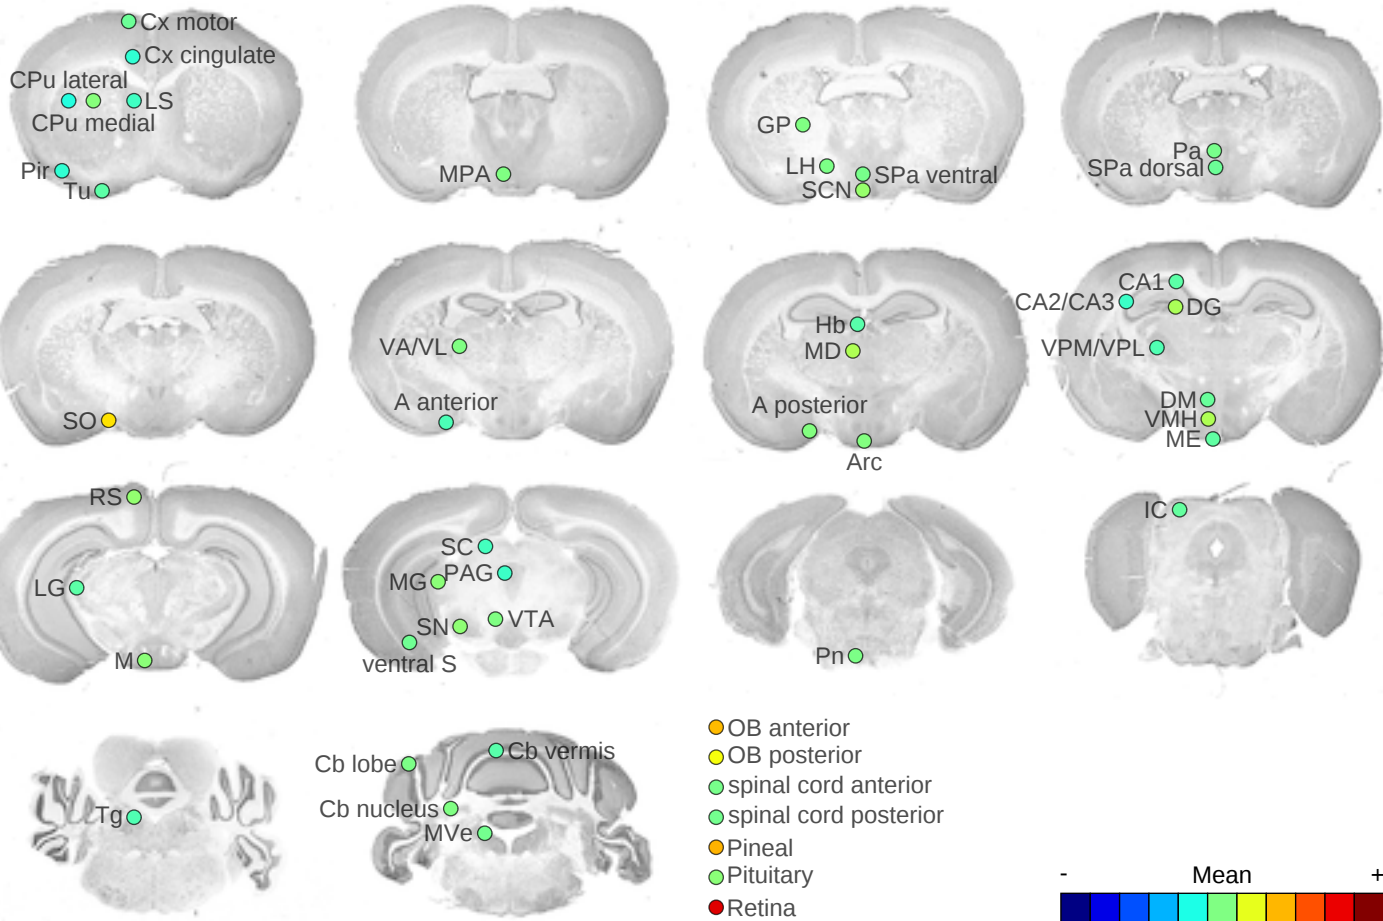 Cx motor
Cx cingulate
CPu lateral
LS
CPu medial
Pir
Tu
MPA
GP
LH
SPa ventral
SCN
Pa
SPa dorsal
SO
VA/VL
A anterior
Hb
MD
A posterior
Arc
CA1
CA2/CA3
DG
VPM/VPL
DM
VMH
ME
RS
LG
M
SC
PAG
MG
VTA
SN
ventral S
Pn
IC
Tg
Cb lobe
Cb vermis
Cb nucleus
MVe
OB anterior
OB posterior
spinal cord anterior
spinal cord posterior
Pineal
Pituitary
Retina
- Mean +